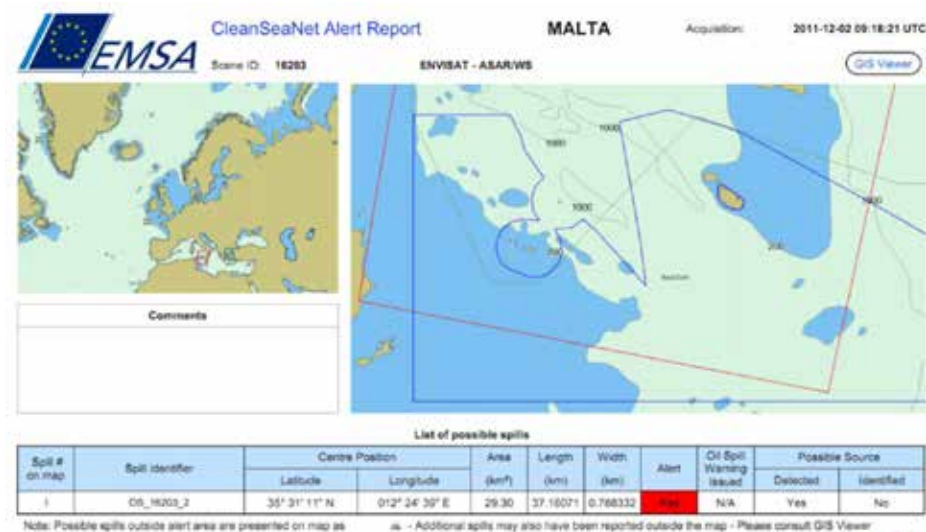 EMSA
CleanSeaNet Alert Report MALTA Acquisition: 2011-12-02 09:18:21 UTC
Scene ID: 16203 ENVISAT - ASAR/WS GIS Viewer
1000
1000
1000
1000
200
200
Comments
List of possible spills
Spill # on map Spill identifier Centre Position Area Length Width Alert Oil Spill Warning Issued Possible Source
Latitude Longitude (km²) (km) (km) Detected Identified
1 OS_16203_2 35° 31' 11" N 012° 24' 39" E 29.30 37.16071 0.768332 Red N/A Yes No
Note: Possible spills outside alert area are presented on map as - Additional spills may also have been reported outside the map - Please consult GIS Viewer